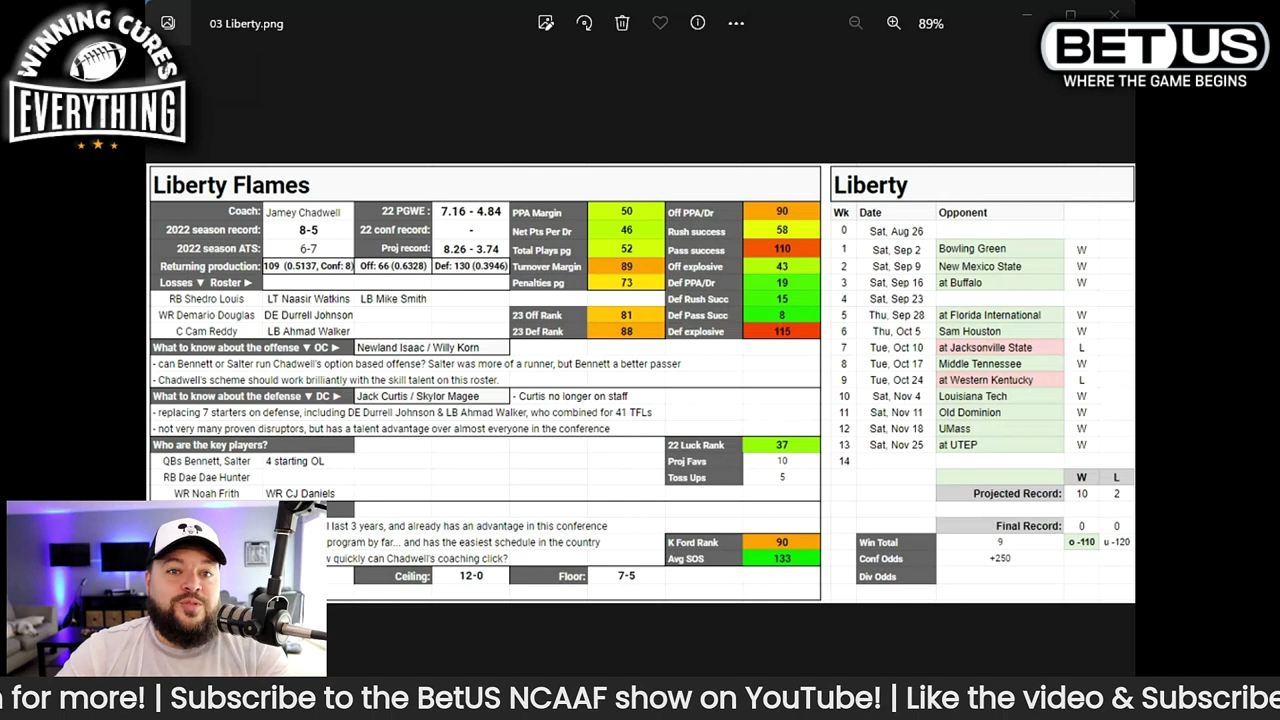 03 Liberty.png
89%
WINNING CURES
EVERYTHING
BETUS
WHERE THE GAME BEGINS
Liberty Flames
Coach: Jamey Chadwell 22 PGWE : 7.16 - 4.84 PPA Margin 50 Off PPA/Dr 90
2022 season record: 8-5 22 conf record: - Net Pts Per Dr 46 Rush success 58
2022 season ATS: 6-7 Proj record: 8.26 - 3.74 Total Plays pg 52 Pass success 110
Returning production: 109 (0.5137, Conf: 8) Off: 66 (0.6328) Def: 130 (0.3946) Turnover Margin 89 Off explosive 43
Losses ▼ Roster ► Penalties pg 73 Def PPA/Dr 19
RB Shedro Louis LT Naasir Watkins LB Mike Smith Def Rush Succ 15
WR Demario Douglas DE Durrell Johnson 23 Off Rank 81 Def Pass Succ 8
C Cam Reddy LB Ahmad Walker 23 Def Rank 88 Def explosive 115
What to know about the offense ▼ OC ► Newland Isaac / Willy Korn
- can Bennett or Salter run Chadwell's option based offense? Salter was more of a runner, but Bennett a better passer
- Chadwell's scheme should work brilliantly with the skill talent on this roster.
What to know about the defense ▼ DC ► Jack Curtis / Skylor Magee - Curtis no longer on staff
- replacing 7 starters on defense, including DE Durrell Johnson & LB Ahmad Walker, who combined for 41 TFLs
- not very many proven disruptors, but has a talent advantage over almost everyone in the conference
Who are the key players? 22 Luck Rank 37
QBs Bennett, Salter 4 starting OL Proj Favs 10
RB Dae Dae Hunter Toss Ups 5
WR Noah Frith WR CJ Daniels
last 3 years, and already has an advantage in this conference
program by far... and has the easiest schedule in the country K Ford Rank 90
quickly can Chadwell's coaching click? Avg SOS 133
Ceiling: 12-0 Floor: 7-5
Liberty
Wk Date Opponent
0 Sat, Aug 26
1 Sat, Sep 2 Bowling Green W
2 Sat, Sep 9 New Mexico State W
3 Sat, Sep 16 at Buffalo W
4 Sat, Sep 23
5 Thu, Sep 28 at Florida International W
6 Thu, Oct 5 Sam Houston W
7 Tue, Oct 10 at Jacksonville State L
8 Tue, Oct 17 Middle Tennessee W
9 Tue, Oct 24 at Western Kentucky L
10 Sat, Nov 4 Louisiana Tech W
11 Sat, Nov 11 Old Dominion W
12 Sat, Nov 18 UMass W
13 Sat, Nov 25 at UTEP W
14
W L
Projected Record: 10 2
Final Record: 0 0
Win Total 9 o -110 u -120
Conf Odds +250
Div Odds
for more! | Subscribe to the BetUS NCAAF show on YouTube! | Like the video & Subscribe